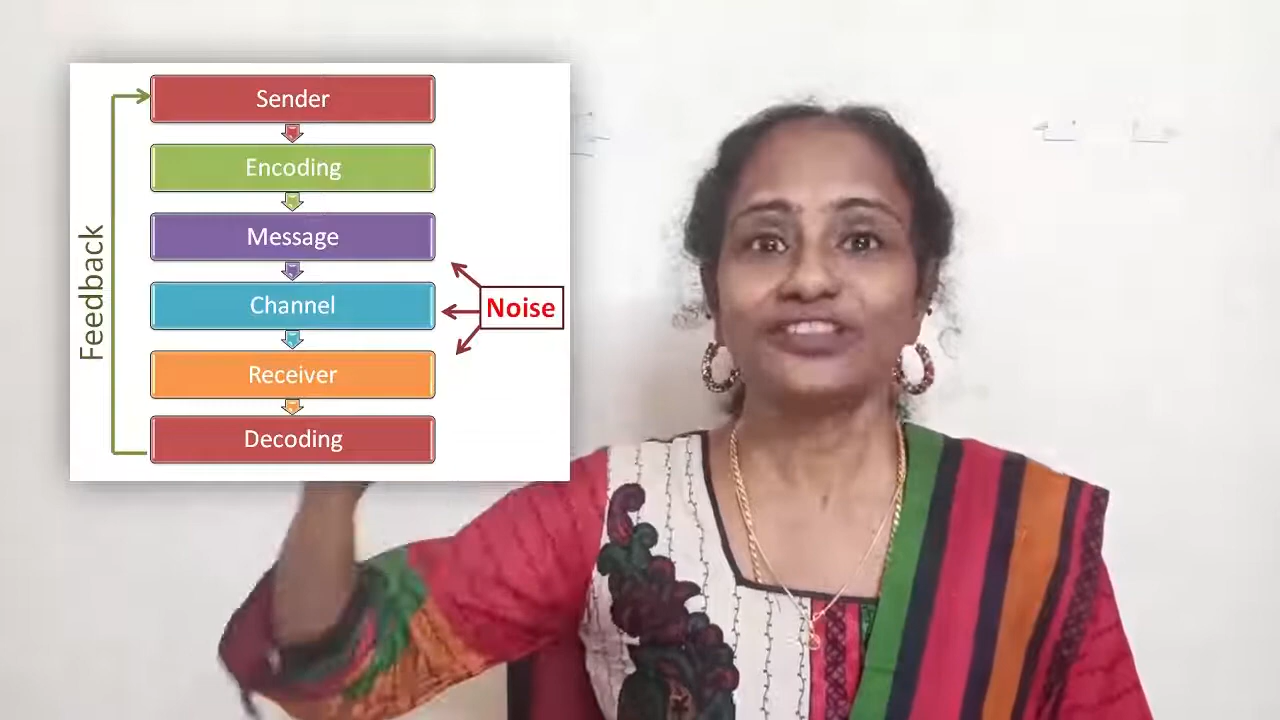 Sender
Encoding
Message
Channel
Receiver
Decoding
Feedback
Noise